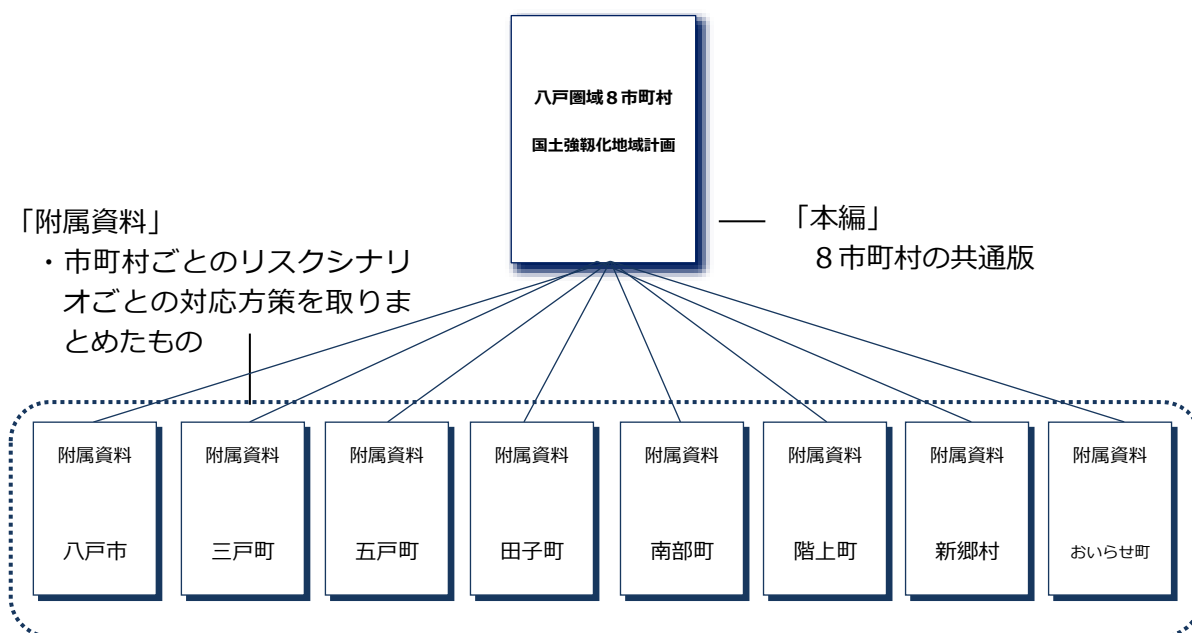 八戸圏域８市町村
国土強靱化地域計画
「附属資料」
・市町村ごとのリスクシナリ
オごとの対応方策を取りま
とめたもの
「本編」
８市町村の共通版
附属資料
八戸市
附属資料
三戸町
附属資料
五戸町
附属資料
田子町
附属資料
南部町
附属資料
階上町
附属資料
新郷村
附属資料
おいらせ町